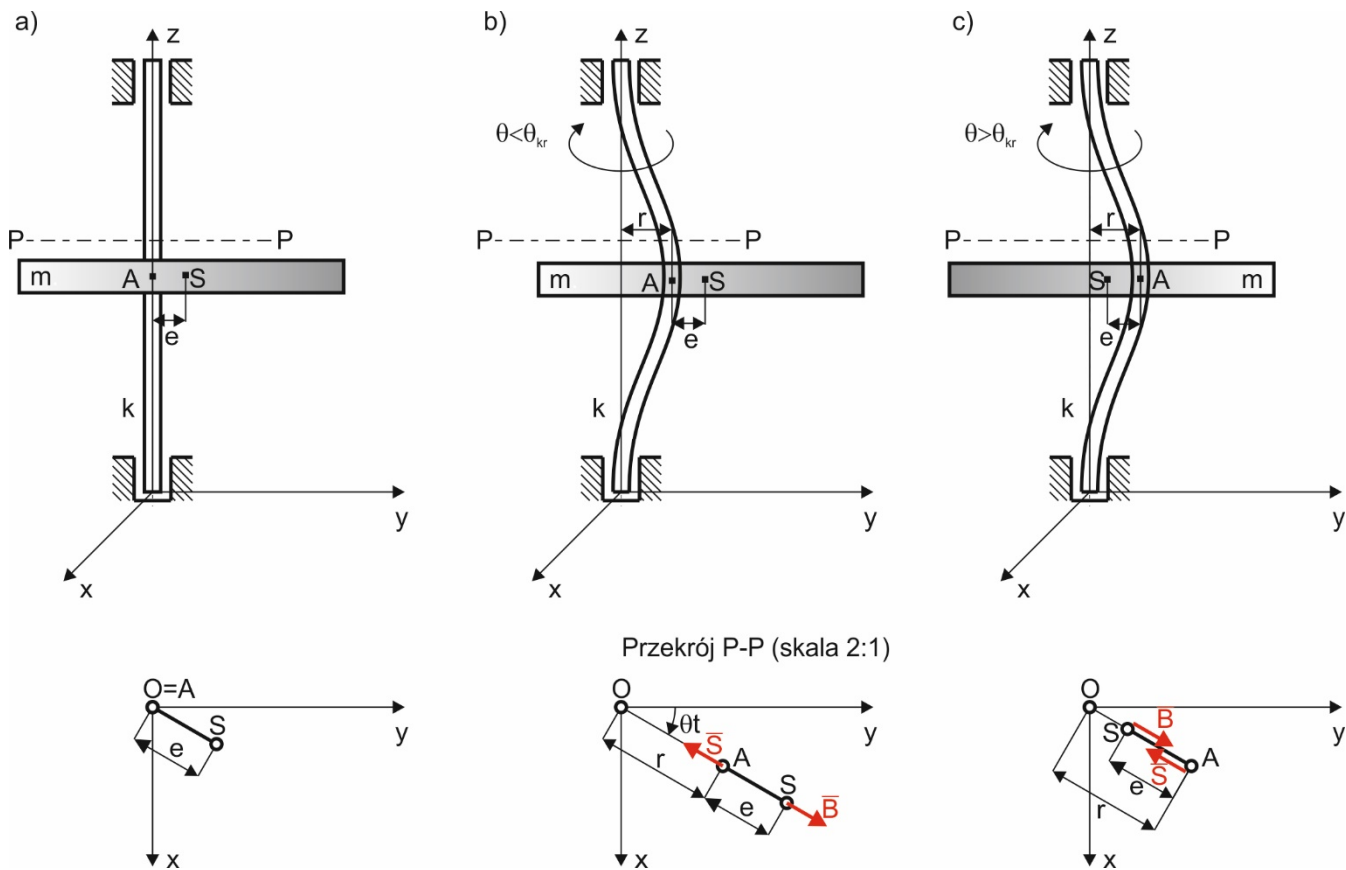 a)
z
P
P
m
A
S
e
k
y
x
b)
z
θ<θkr
r
P
P
m
A
S
e
k
y
x
c)
z
θ>θkr
r
P
P
S
A
m
e
k
y
x
Przekrój P-P (skala 2:1)
O=A
S
e
y
x
O
θt
y
S̅
A
r
S
e
B̅
x
O
y
S
B̅
S̅
A
e
r
x